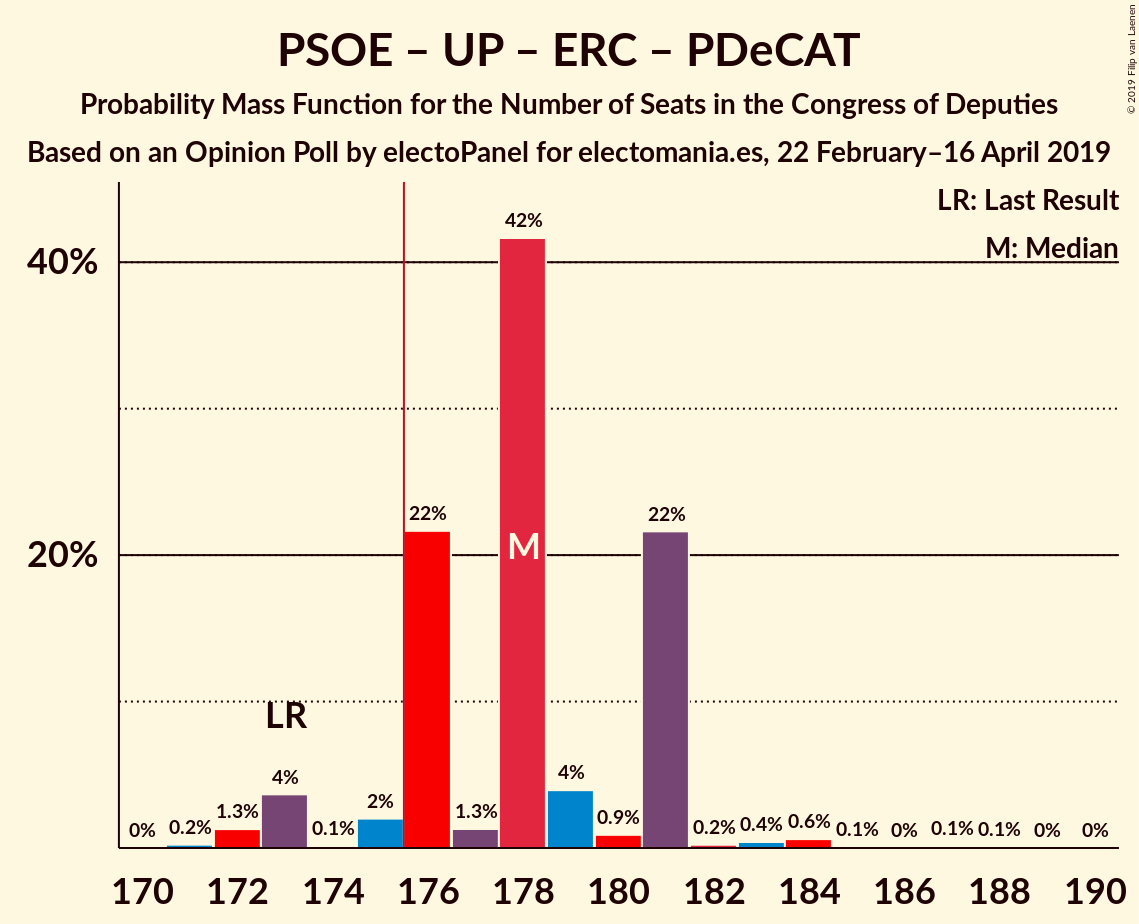 PSOE – UP – ERC – PDeCAT
Probability Mass Function for the Number of Seats in the Congress of Deputies
Based on an Opinion Poll by electoPanel for electomania.es, 22 February–16 April 2019
© 2019 Filip van Laenen
LR: Last Result
M: Median
40%
20%
42%
22%
22%
M
LR
0%
0.2%
1.3%
4%
0.1%
2%
1.3%
4%
0.9%
0.2%
0.4%
0.6%
0.1%
0%
0.1%
0.1%
0%
0%
170 172 174 176 178 180 182 184 186 188 190